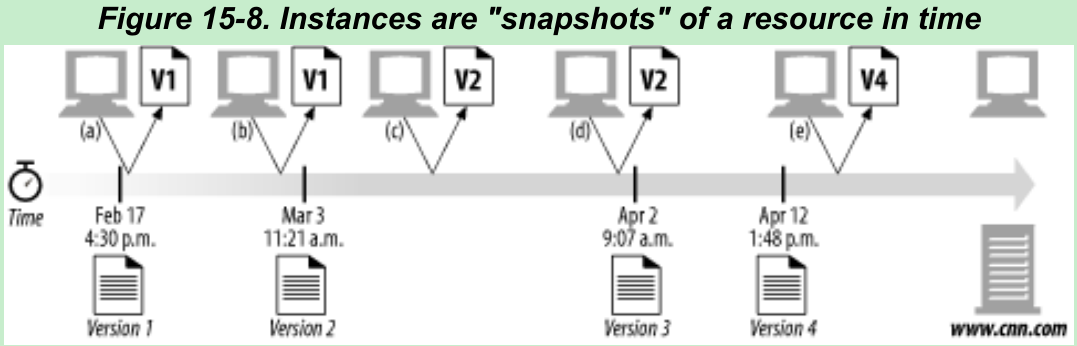 Figure 15-8. Instances are "snapshots" of a resource in time
V1 V1 V2 V2 V4
(a) (b) (c) (d) (e)
Time
Feb 17 Mar 3 Apr 2 Apr 12
4:30 p.m. 11:21 a.m. 9:07 a.m. 1:48 p.m.
Version 1 Version 2 Version 3 Version 4 www.cnn.com